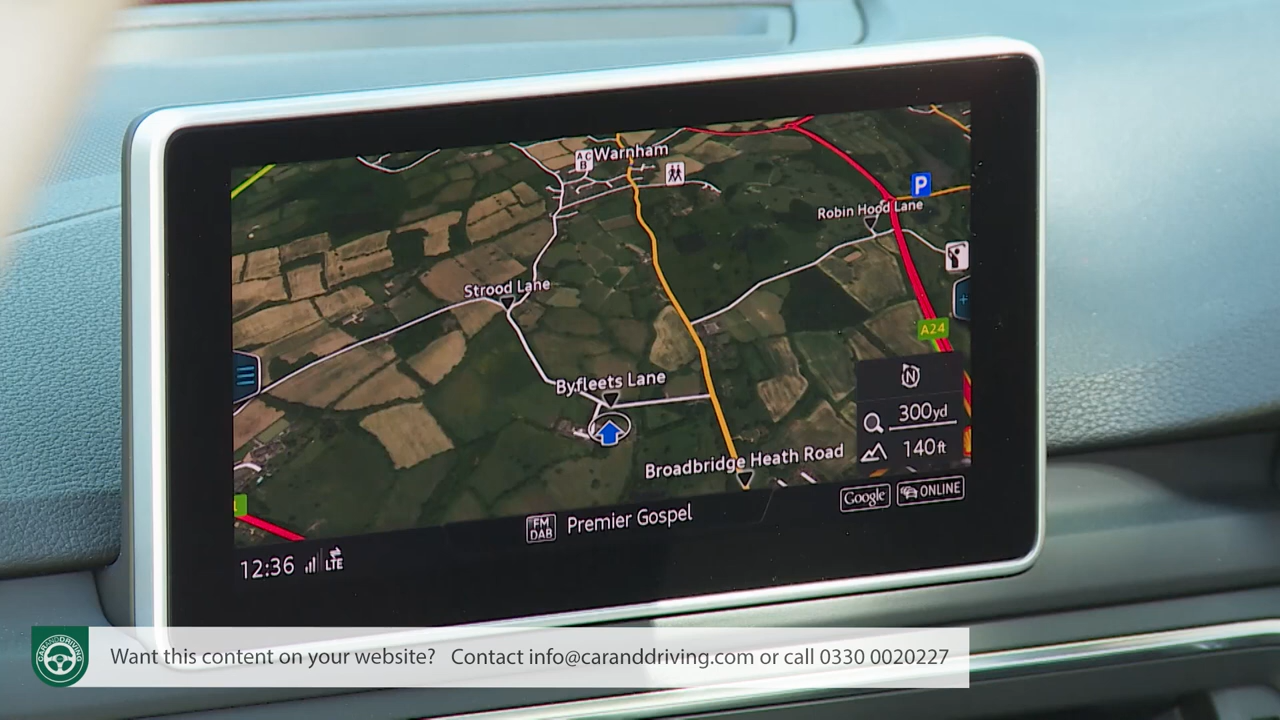 Warnham
A C
B
P
Robin Hood Lane
Strood Lane
A24
Byfleets Lane
N
300yd
140ft
Broadbridge Heath Road
Google
ONLINE
FM
DAB
Premier Gospel
12:36
LTE
CARANDDRIVING
Want this content on your website? Contact info@caranddriving.com or call 0330 0020227